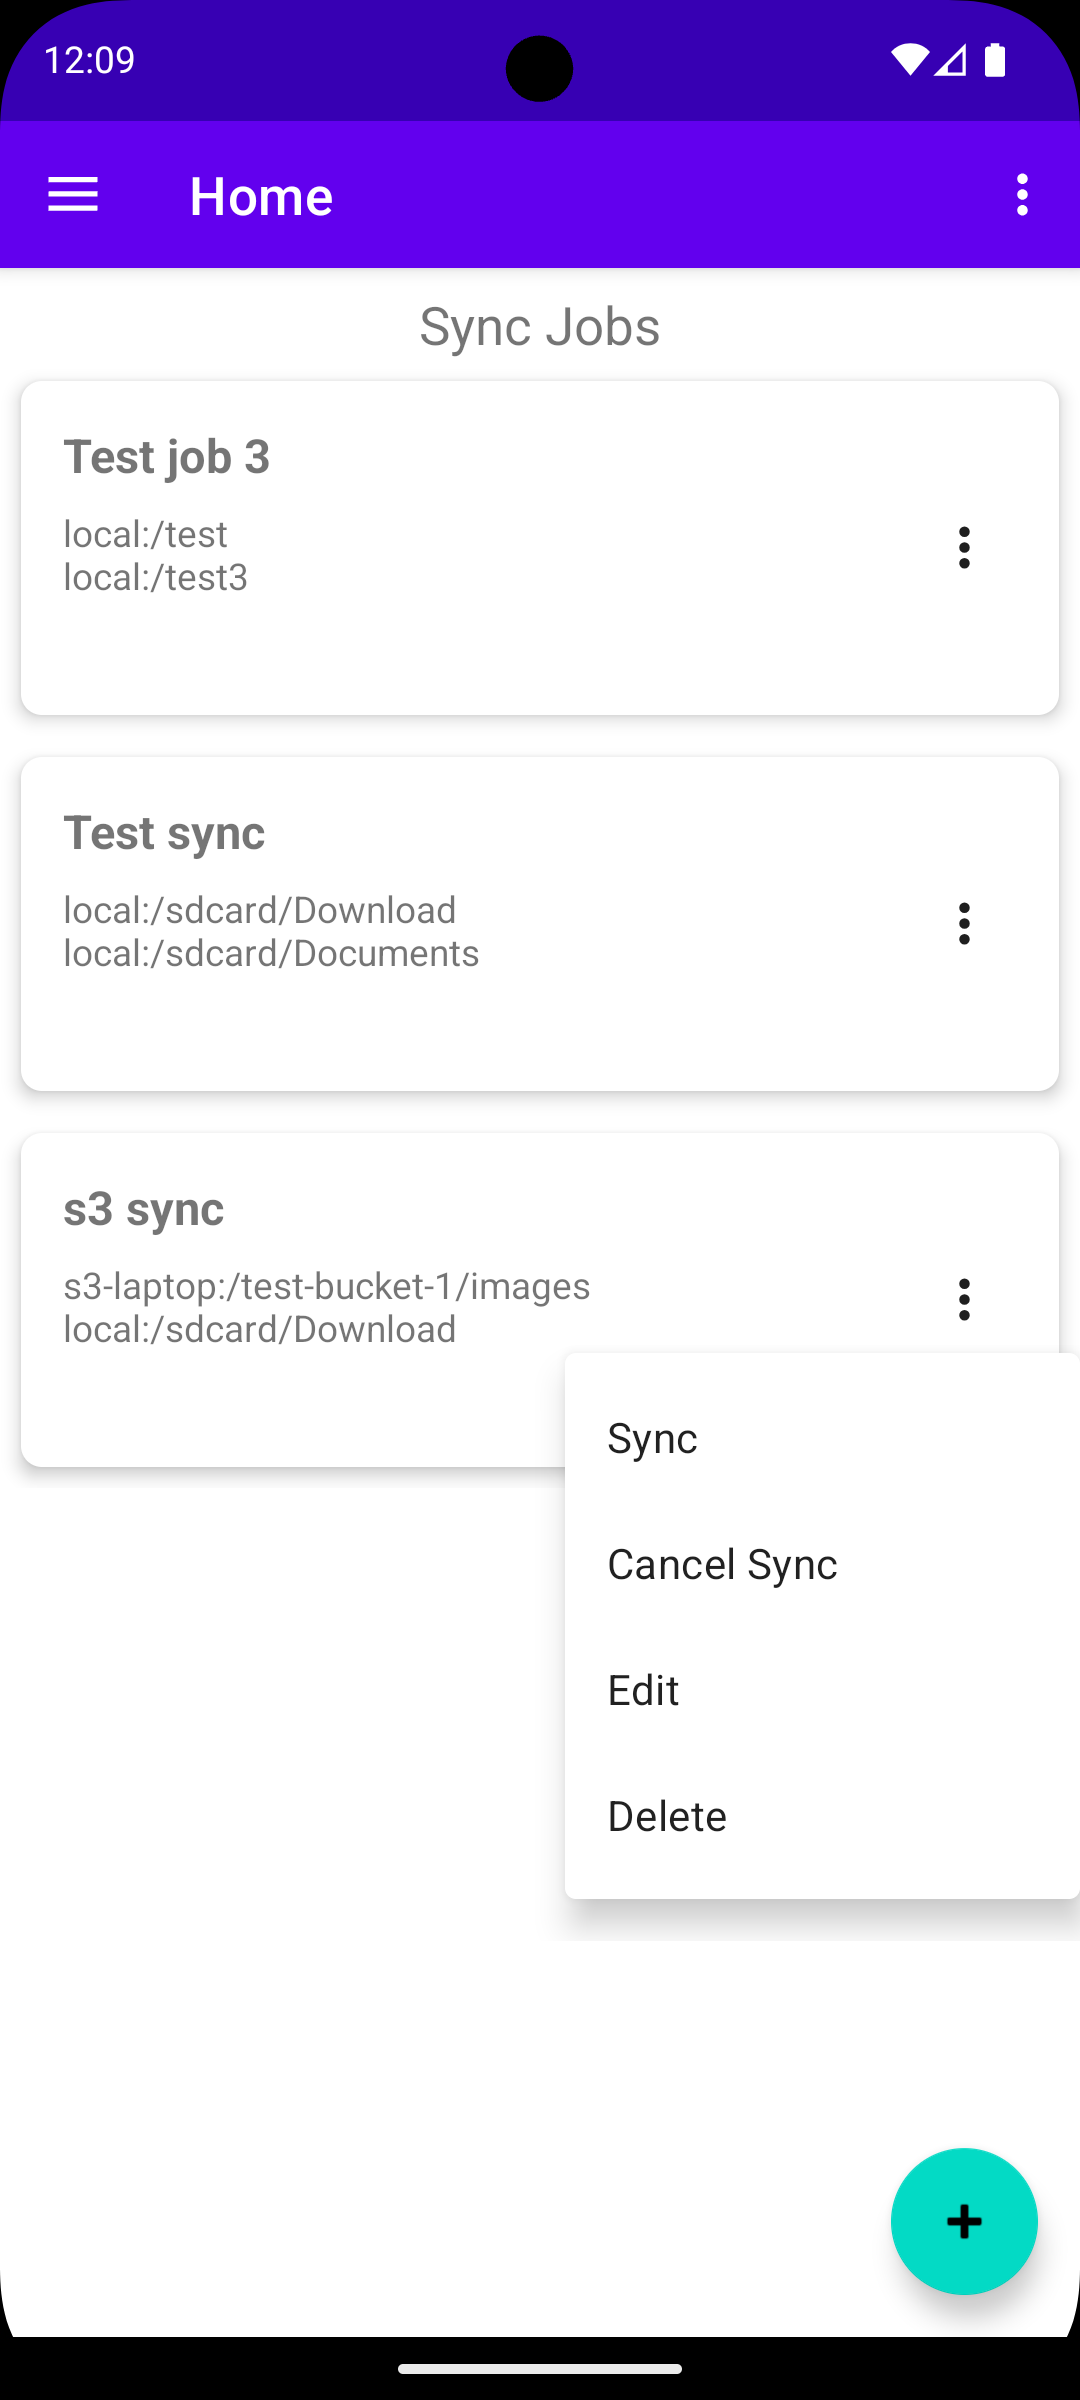 12:09
Home
Sync Jobs
Test job 3
local:/test
local:/test3
Test sync
local:/sdcard/Download
local:/sdcard/Documents
s3 sync
s3-laptop:/test-bucket-1/images
local:/sdcard/Download
Sync
Cancel Sync
Edit
Delete